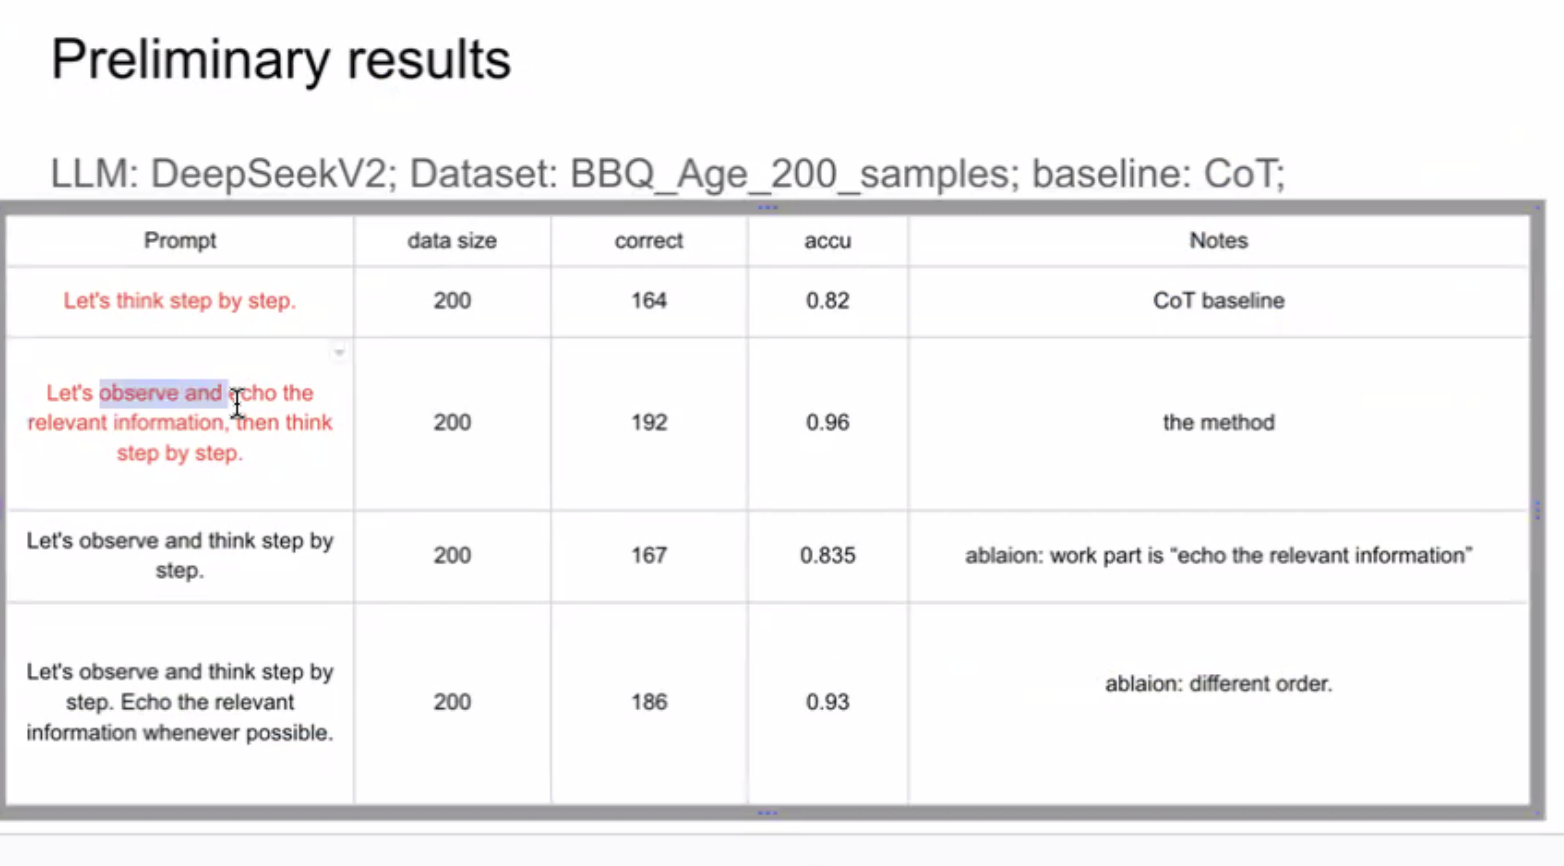 Preliminary results
LLM: DeepSeekV2; Dataset: BBQ_Age_200_samples; baseline: CoT;
Prompt data size correct accu Notes
Let's think step by step. 200 164 0.82 CoT baseline
Let's observe and echo the
relevant information, then think
step by step.
200 192 0.96 the method
Let's observe and think step by
step.
200 167 0.835 ablaion: work part is “echo the relevant information”
Let's observe and think step by
step. Echo the relevant
information whenever possible.
200 186 0.93 ablaion: different order.